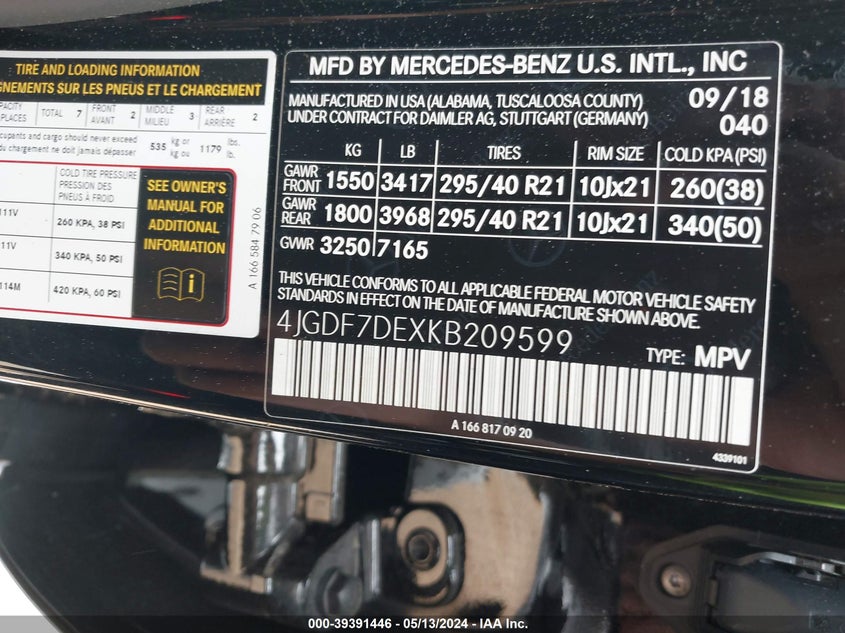 TIRE AND LOADING INFORMATION
GNEMENTS SUR LES PNEUS ET LE CHARGEMENT
PACITY TOTAL 7 FRONT 2 MIDDLE 3 REAR 2
PLACES AVANT MILIEU ARRIÈRE
cupants and cargo should never exceed 535 kg or 1179 lbs.
du chargement ne doit jamais dépasser kg ou lb.
COLD TIRE PRESSURE
PRESSION DES
PNEUS À FROID
111V 260 KPA, 38 PSI
11V 340 KPA, 50 PSI
114M 420 KPA, 60 PSI
SEE OWNER'S
MANUAL FOR
ADDITIONAL
INFORMATION
A 166 584 79 06
MFD BY MERCEDES-BENZ U.S. INTL., INC
MANUFACTURED IN USA (ALABAMA, TUSCALOOSA COUNTY) 09/18
UNDER CONTRACT FOR DAIMLER AG, STUTTGART (GERMANY) 040
KG LB TIRES RIM SIZE COLD KPA (PSI)
GAWR FRONT 1550 3417 295/40 R21 10Jx21 260(38)
GAWR REAR 1800 3968 295/40 R21 10Jx21 340(50)
GVWR 3250 7165
THIS VEHICLE CONFORMS TO ALL APPLICABLE FEDERAL MOTOR VEHICLE SAFETY
STANDARDS IN EFFECT ON THE DATE OF MANUFACTURE SHOWN ABOVE.
4JGDF7DEXKB209599
TYPE: MPV
A 166 817 09 20
4339101
000-39391446 - 05/13/2024 - IAA Inc.